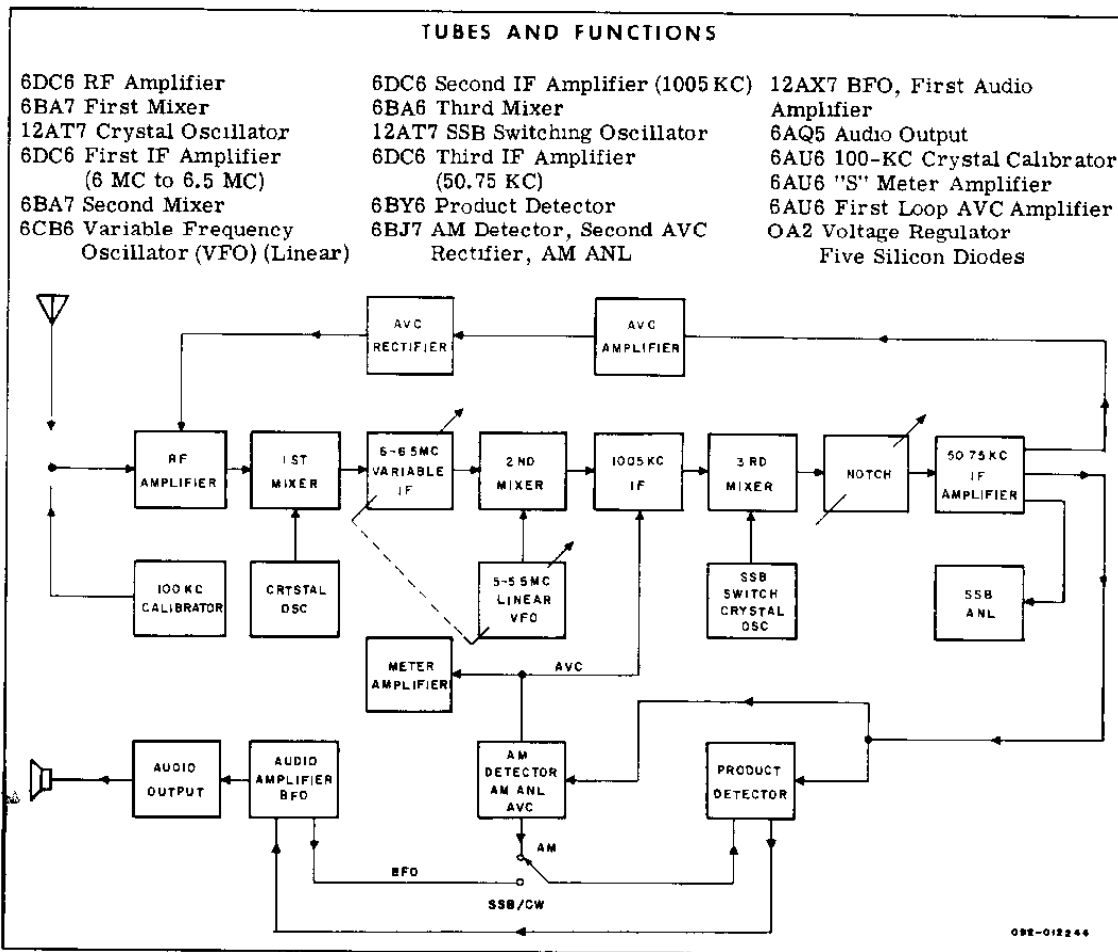 TUBES AND FUNCTIONS
6DC6 RF Amplifier
6BA7 First Mixer
12AT7 Crystal Oscillator
6DC6 First IF Amplifier
(6 MC to 6.5 MC)
6BA7 Second Mixer
6CB6 Variable Frequency
Oscillator (VFO) (Linear)
6DC6 Second IF Amplifier (1005 KC)
6BA6 Third Mixer
12AT7 SSB Switching Oscillator
6DC6 Third IF Amplifier
(50.75 KC)
6BY6 Product Detector
6BJ7 AM Detector, Second AVC
Rectifier, AM ANL
12AX7 BFO, First Audio
Amplifier
6AQ5 Audio Output
6AU6 100-KC Crystal Calibrator
6AU6 "S" Meter Amplifier
6AU6 First Loop AVC Amplifier
OA2 Voltage Regulator
Five Silicon Diodes
AVC
RECTIFIER
AVC
AMPLIFIER
RF
AMPLIFIER
1ST
MIXER
6-6.5MC
VARIABLE
IF
2ND
MIXER
1005 KC
IF
3RD
MIXER
NOTCH
50.75 KC
IF
AMPLIFIER
100 KC
CALIBRATOR
CRYSTAL
OSC
5-5.5MC
LINEAR
VFO
SSB
SWITCH
CRYSTAL
OSC
SSB
ANL
METER
AMPLIFIER
AVC
AUDIO
OUTPUT
AUDIO
AMPLIFIER
BFO
AM
DETECTOR
AM ANL
AVC
PRODUCT
DETECTOR
AM
BFO
SSB/CW
092-012244